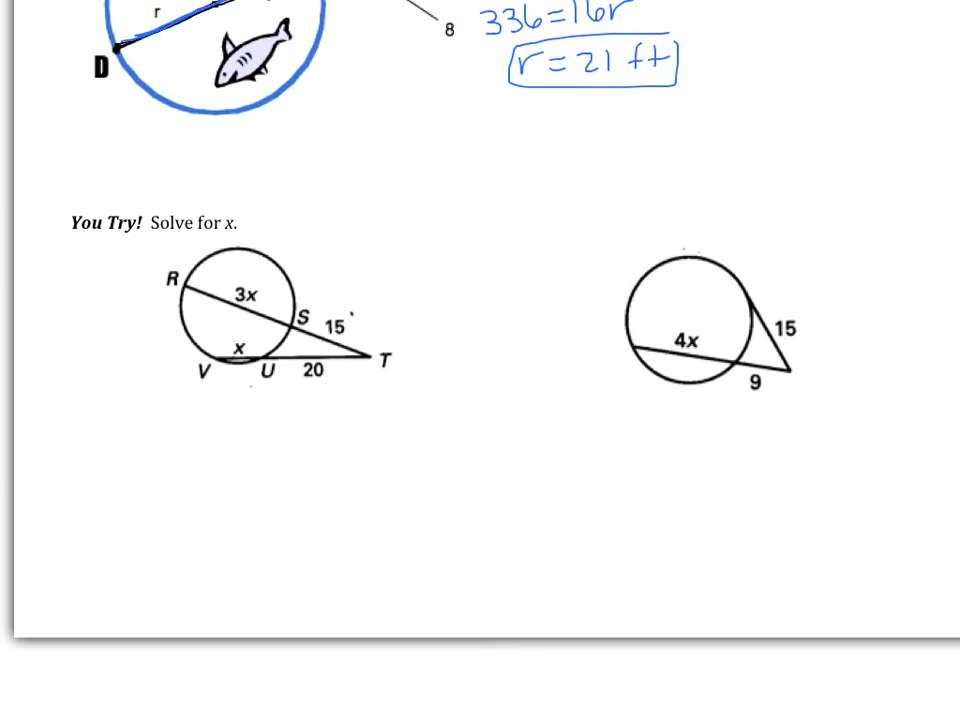 r
D
8
336=16r
r = 21 ft
You Try! Solve for x.
R
3x
S
15
x
V
U
20
T
15
4x
9